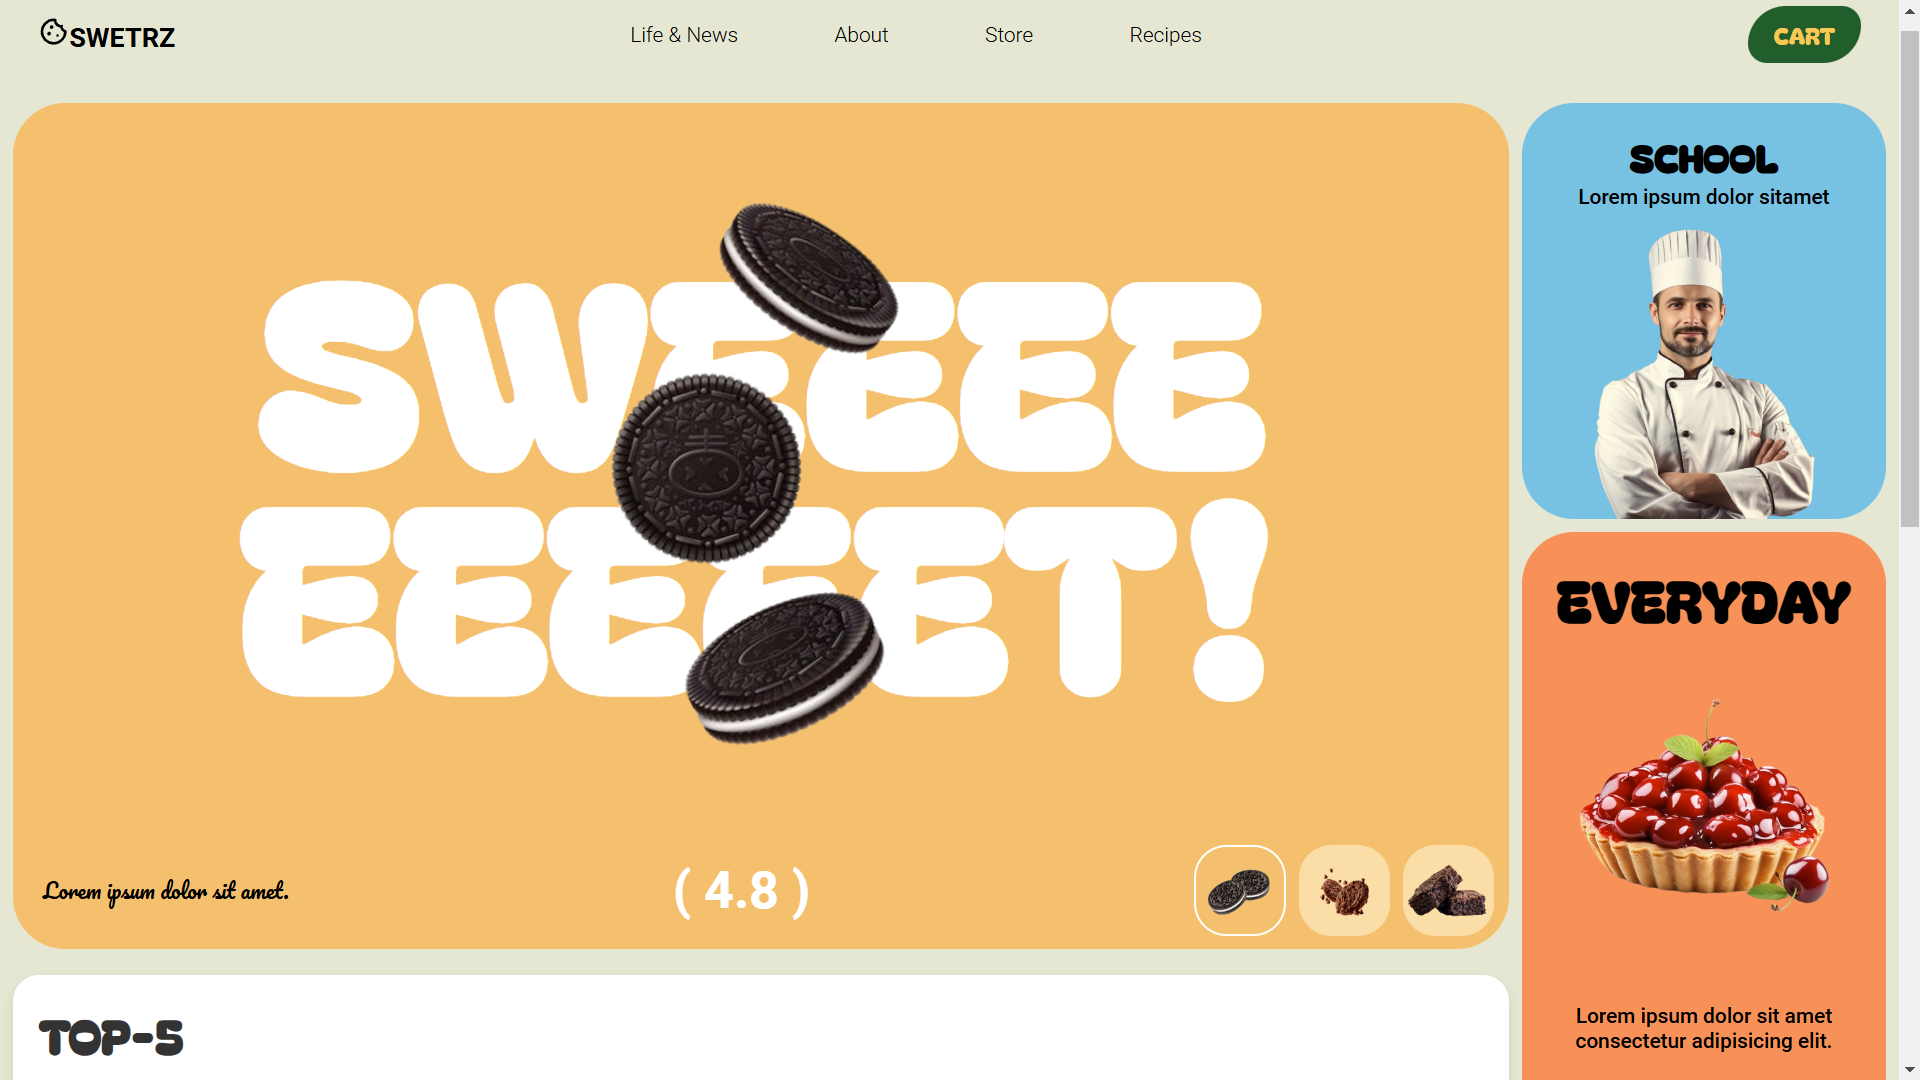 SWETRZ
Life & News
About
Store
Recipes
CART
SWEEEE
EEEEET!
Lorem ipsum dolor sit amet.
( 4.8 )
SCHOOL
Lorem ipsum dolor sitamet
EVERYDAY
Lorem ipsum dolor sit amet
consectetur adipisicing elit.
TOP-5